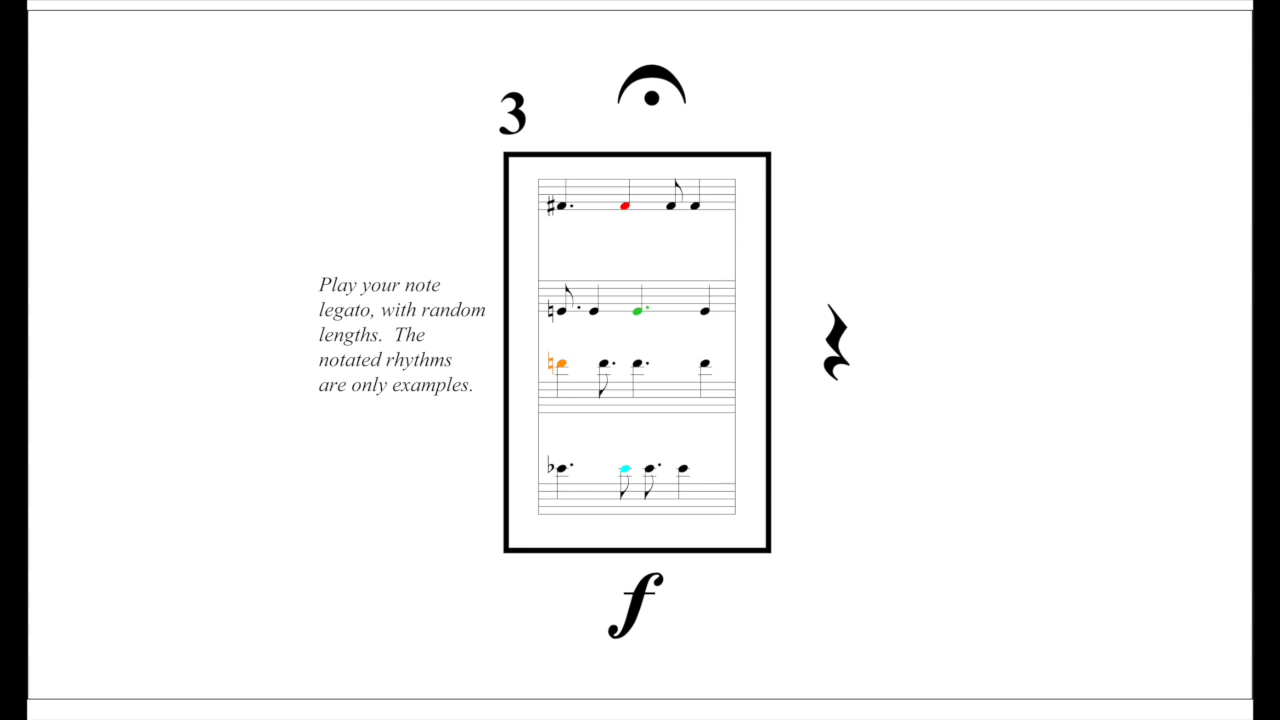 3
Play your note
legato, with random
lengths. The
notated rhythms
are only examples.
f